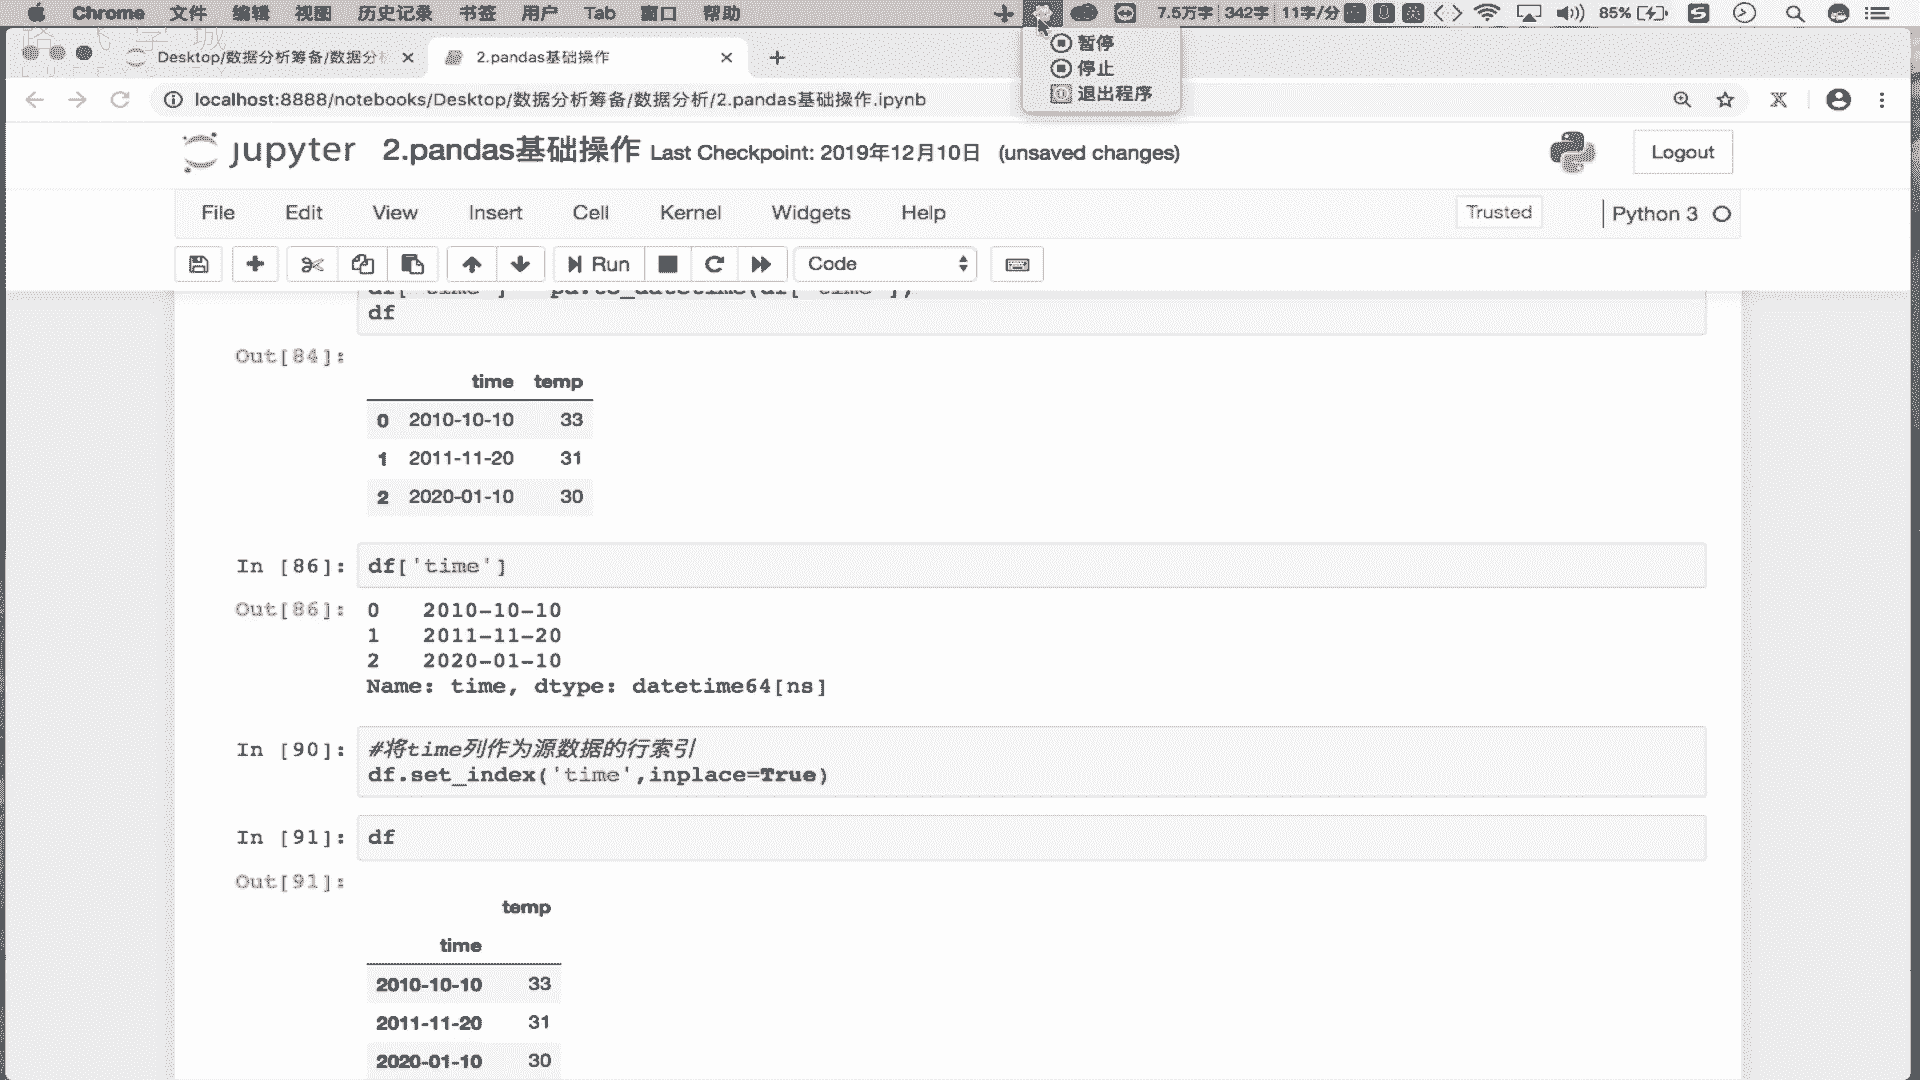 Chrome 文件 编辑 视图 历史记录 书签 用户 Tab 窗口 帮助 7.5万字 342字 11字/分 英 85%
暂停
停止
退出程序
Desktop/数据分析筹备/数据分析
2.pandas基础操作
localhost:8888/notebooks/Desktop/数据分析筹备/数据分析/2.pandas基础操作.ipynb
jupyter 2.pandas基础操作 Last Checkpoint: 2019年12月10日 (unsaved changes)
Logout
File Edit View Insert Cell Kernel Widgets Help Trusted Python 3
Run Code
df['time'] = pd.to_datetime(df['time'])
df
Out[84]:
time temp
0 2010-10-10 33
1 2011-11-20 31
2 2020-01-10 30
In [86]: df['time']
Out[86]: 0 2010-10-10
1 2011-11-20
2 2020-01-10
Name: time, dtype: datetime64[ns]
In [90]: #将time列作为源数据的行索引
df.set_index('time',inplace=True)
In [91]: df
Out[91]:
temp
time
2010-10-10 33
2011-11-20 31
2020-01-10 30